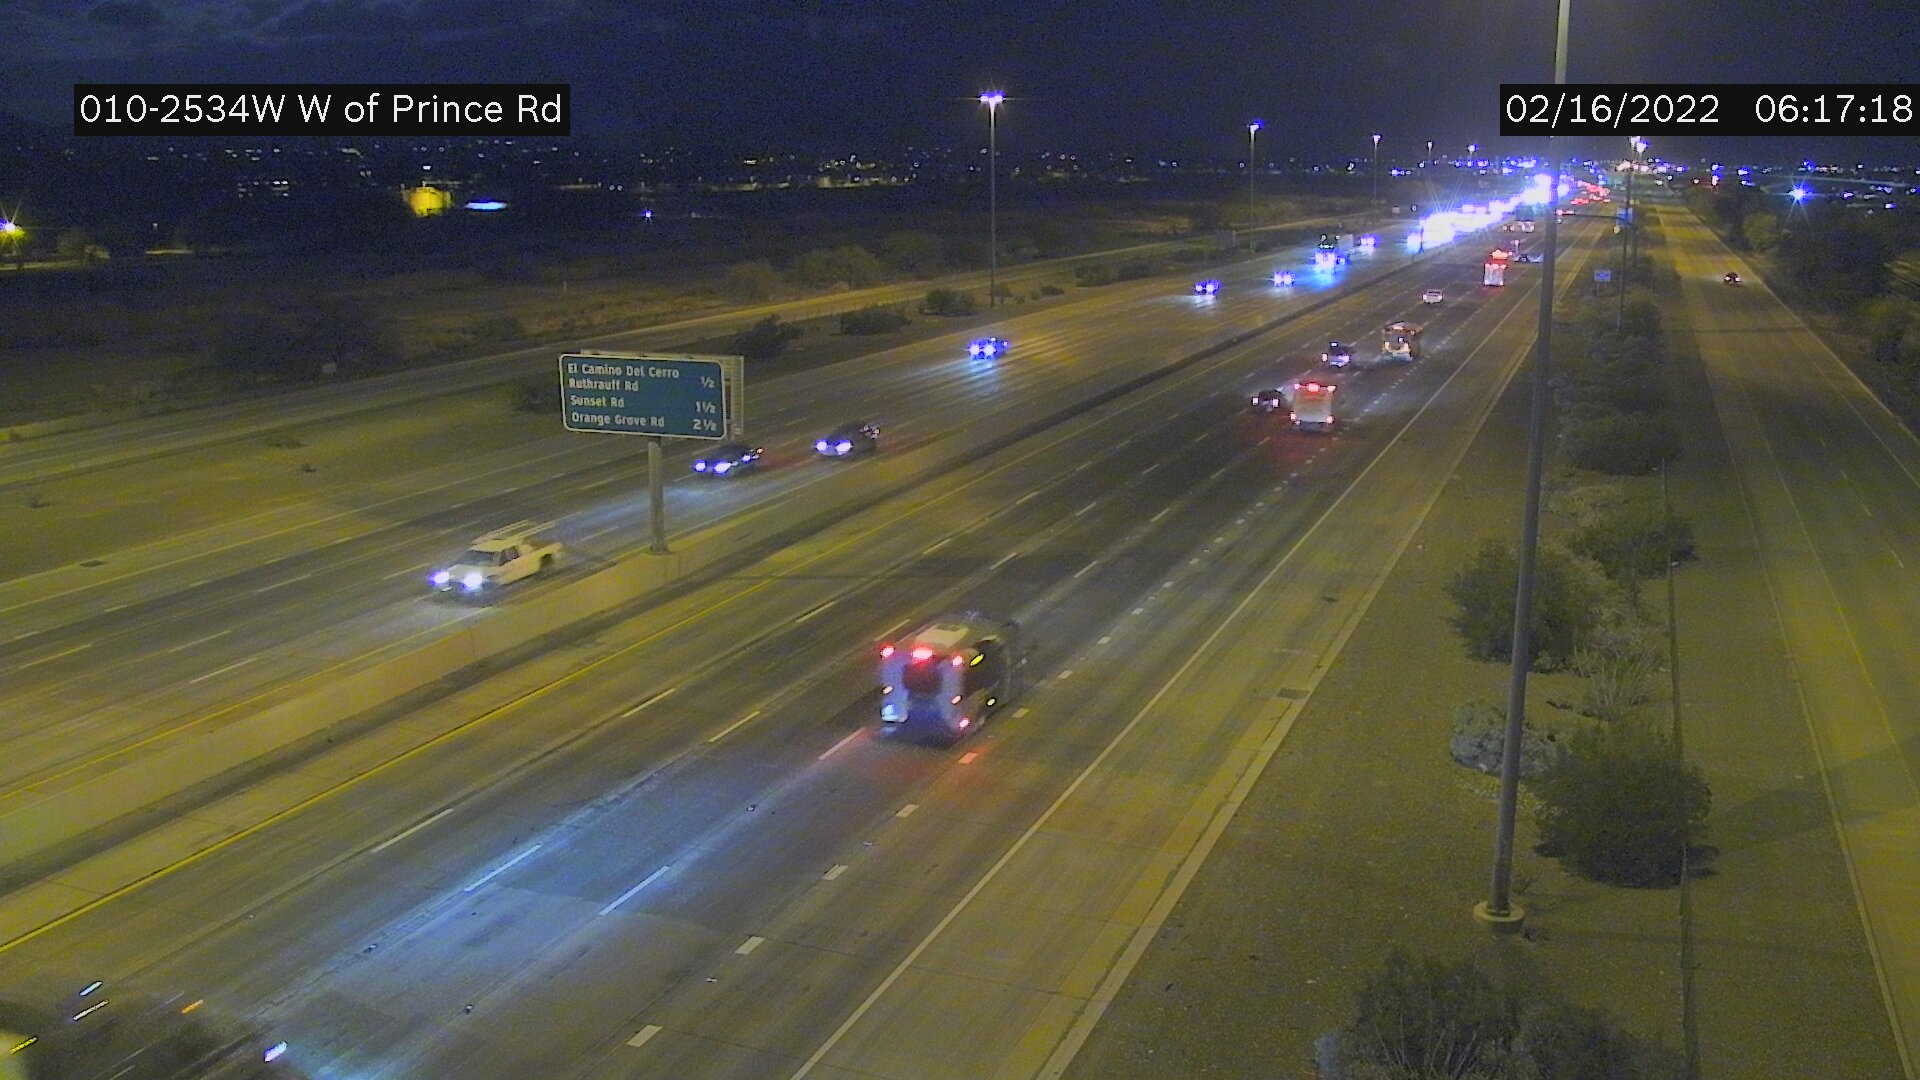 010-2534W W of Prince Rd
02/16/2022 06:17:18
El Camino Del Cerro
Ruthrauff Rd ½
Sunset Rd 1½
Orange Grove Rd 2½